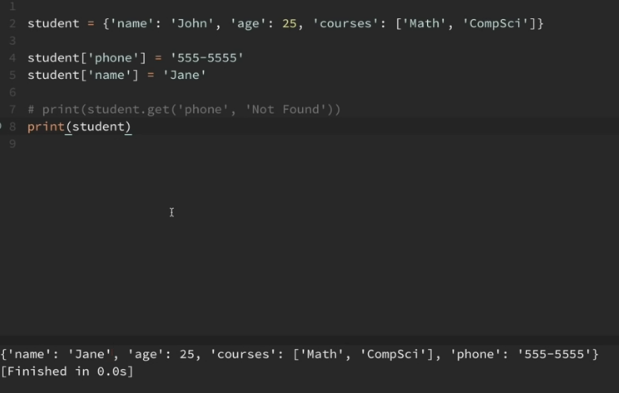 1
2 student = {'name': 'John', 'age': 25, 'courses': ['Math', 'CompSci']}
3
4 student['phone'] = '555-5555'
5 student['name'] = 'Jane'
6
7 # print(student.get('phone', 'Not Found'))
8 print(student)
9
{'name': 'Jane', 'age': 25, 'courses': ['Math', 'CompSci'], 'phone': '555-5555'}
[Finished in 0.0s]